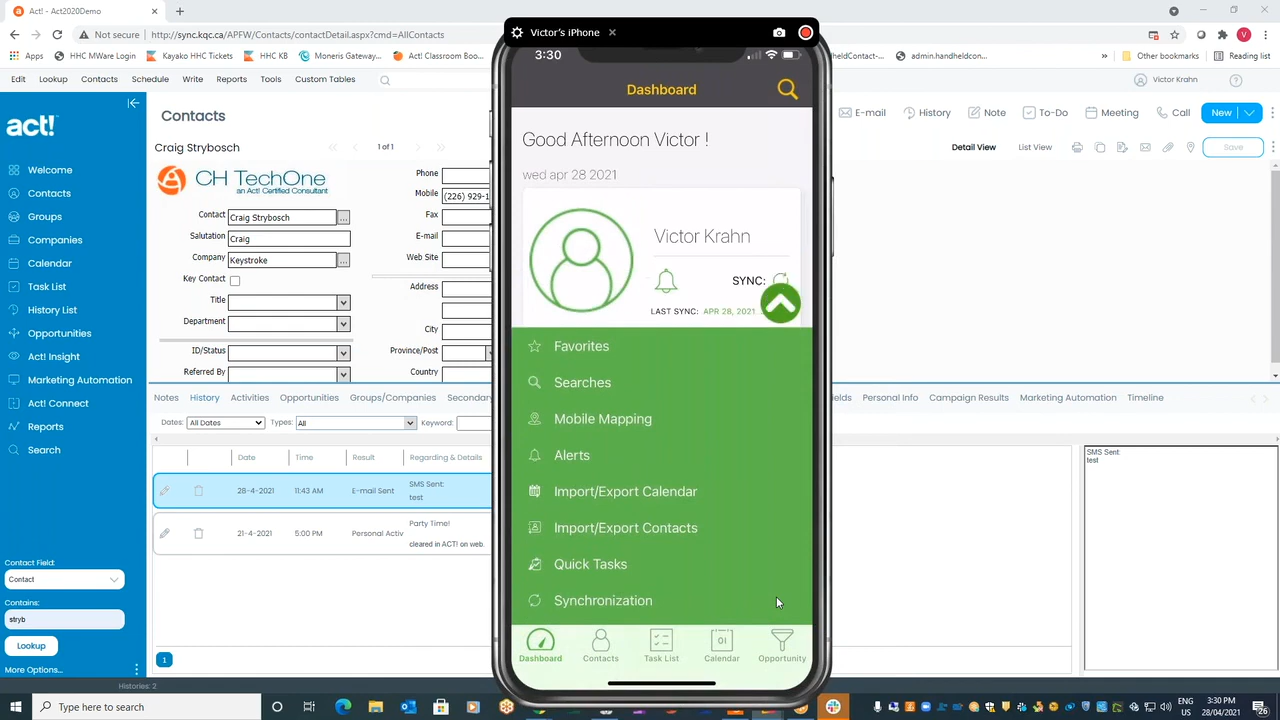 Act! - Act2020Demo
Not secure | http://sync.kqc.ca/APFW/contactDetail.aspx?cmd=AllContacts
Apps
HHC MWare Login
Kayako HHC Tickets
HHC KB
Moneris Gateway...
Act! Classroom Boo...
Custom Tools (pas...
handheldContact-...
admin.handheldcon...
»
Other bookmarks
Reading list
Edit
Lookup
Contacts
Schedule
Write
Reports
Tools
Custom Tables
Victor Krahn
act!
Welcome
Contacts
Groups
Companies
Calendar
Task List
History List
Opportunities
Act! Insight
Marketing Automation
Act! Connect
Reports
Search
Contact Field:
Contact
Contains:
stryb
Lookup
More Options...
Contacts
E-mail
History
Note
To-Do
Meeting
Call
New
Craig Strybosch
1 of 1
Detail View
List View
Save
CH TechOne
an Act! Certified Consultant
Contact
Craig Strybosch
Salutation
Craig
Company
Keystroke
Key Contact
Title
Department
ID/Status
Referred By
Phone
Mobile
(226) 929-1
Fax
E-mail
Web Site
Address
City
Province/Post
Country
Notes
History
Activities
Opportunities
Groups/Companies
Secondary
Personal Info
Campaign Results
Marketing Automation
Timeline
Dates:
All Dates
Types:
All
Keyword:
Date
Time
Result
Regarding & Details
28-4-2021
11:43 AM
E-mail Sent
SMS Sent:
test
21-4-2021
5:00 PM
Personal Activ
Party Time!
cleared in ACT! on web.
SMS Sent:
test
1
Histories: 2
Victor's iPhone
3:30
Dashboard
Good Afternoon Victor !
wed apr 28 2021
Victor Krahn
SYNC:
LAST SYNC: APR 28, 2021
Favorites
Searches
Mobile Mapping
Alerts
Import/Export Calendar
Import/Export Contacts
Quick Tasks
Synchronization
Dashboard
Contacts
Task List
Calendar
Opportunity
Type here to search
ENG
US
3:30 PM
28/04/2021